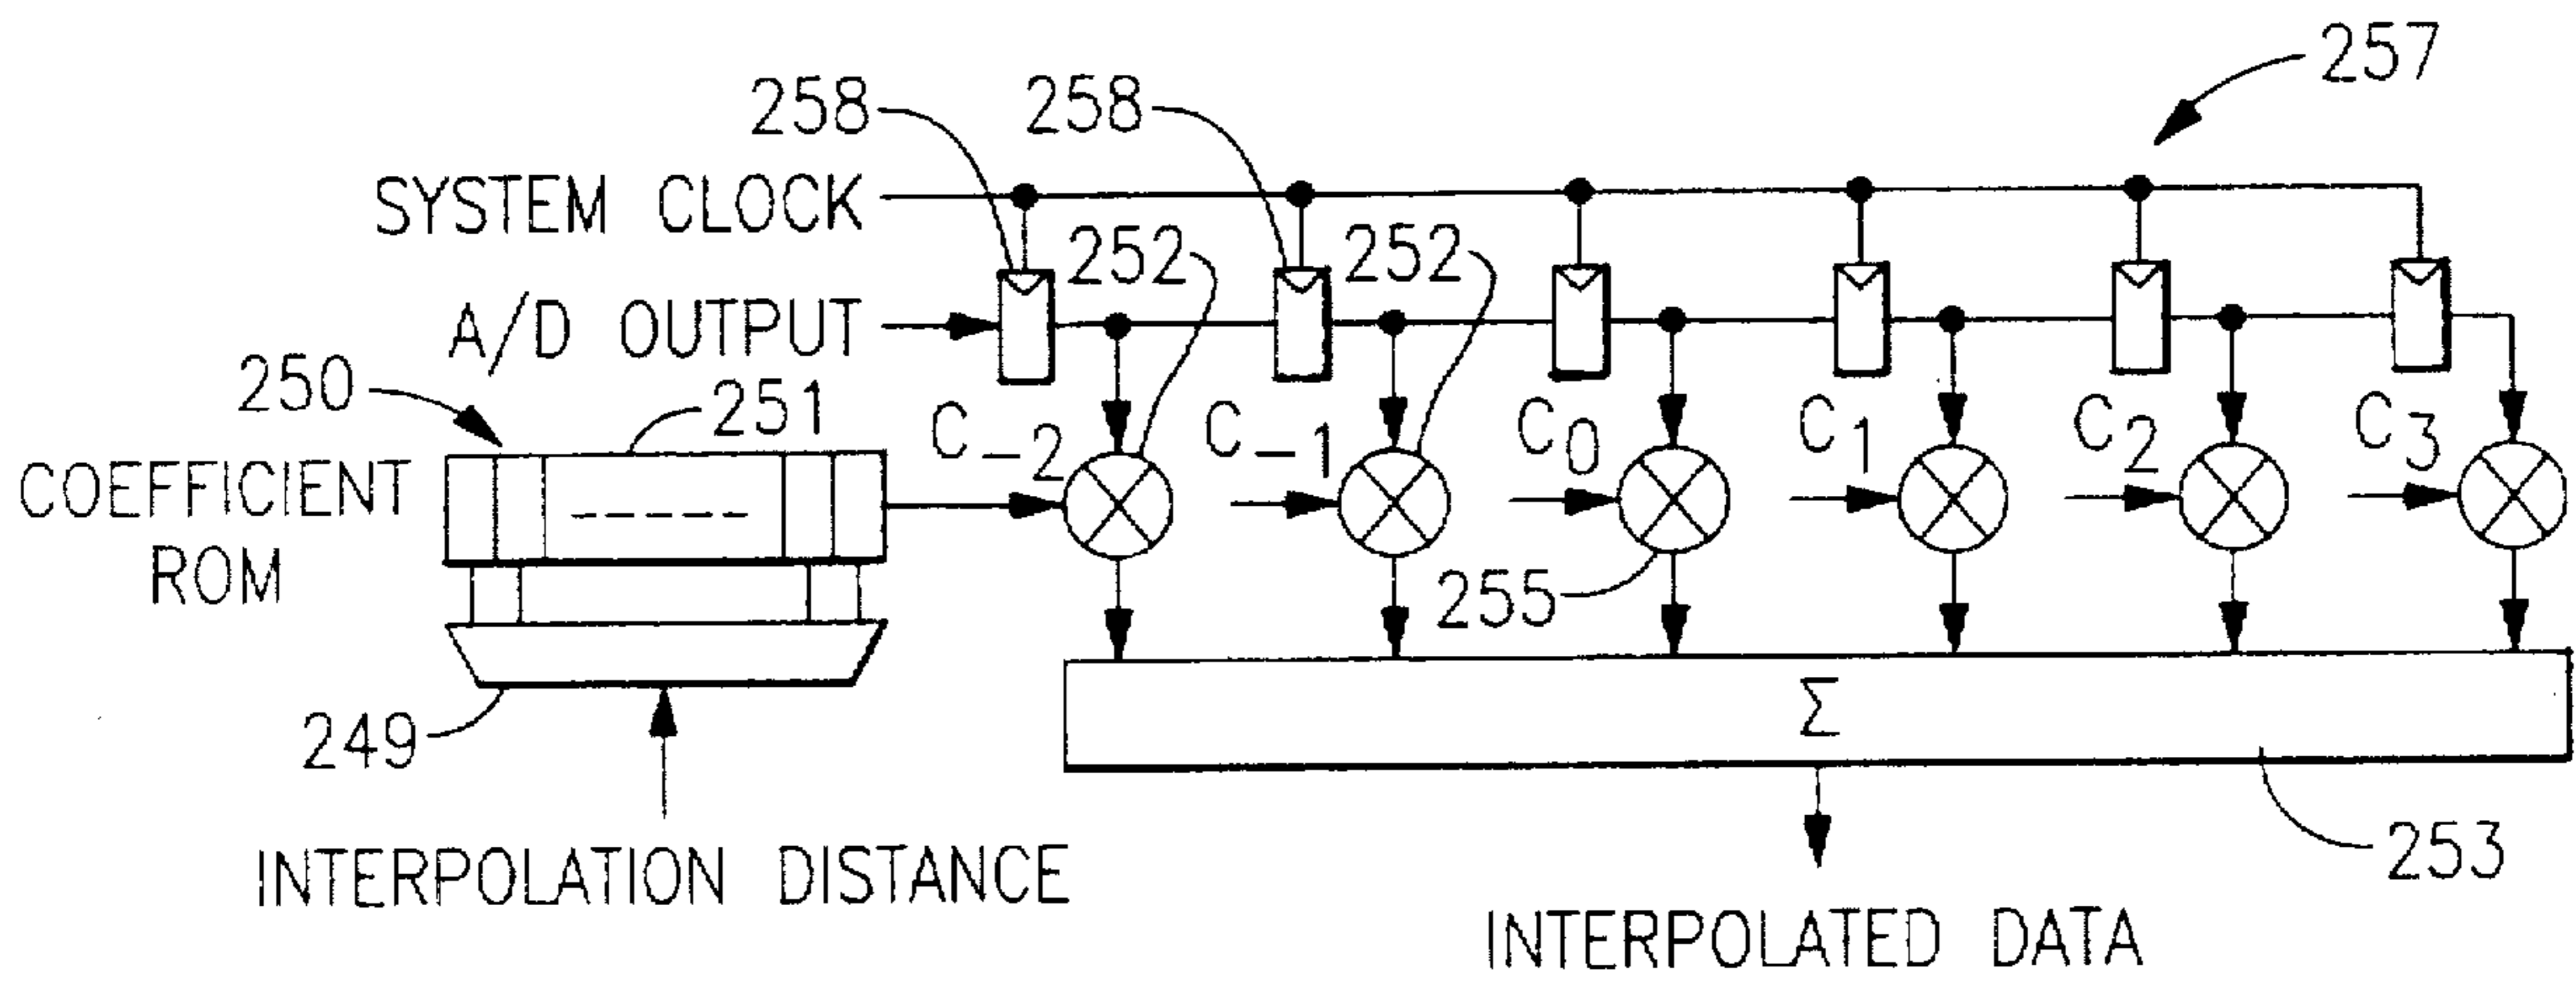 257
258 258
SYSTEM CLOCK
252 252
A/D OUTPUT
250 251
C-2 C-1 C0 C1 C2 C3
COEFFICIENT
ROM
255
Σ
249
253
INTERPOLATION DISTANCE
INTERPOLATED DATA